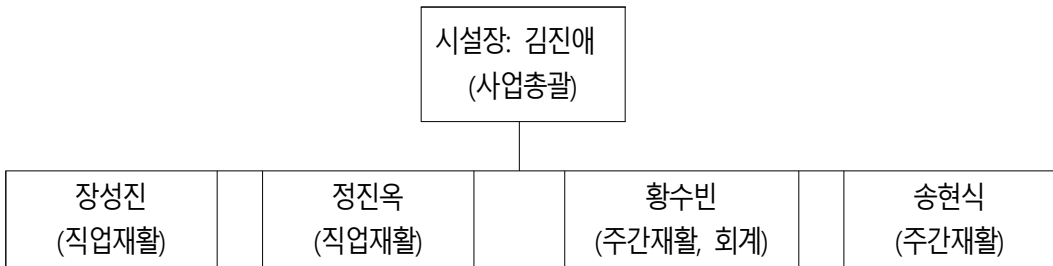 시설장: 김진애
(사업총괄)
장성진
(직업재활)
정진옥
(직업재활)
황수빈
(주간재활, 회계)
송현식
(주간재활)